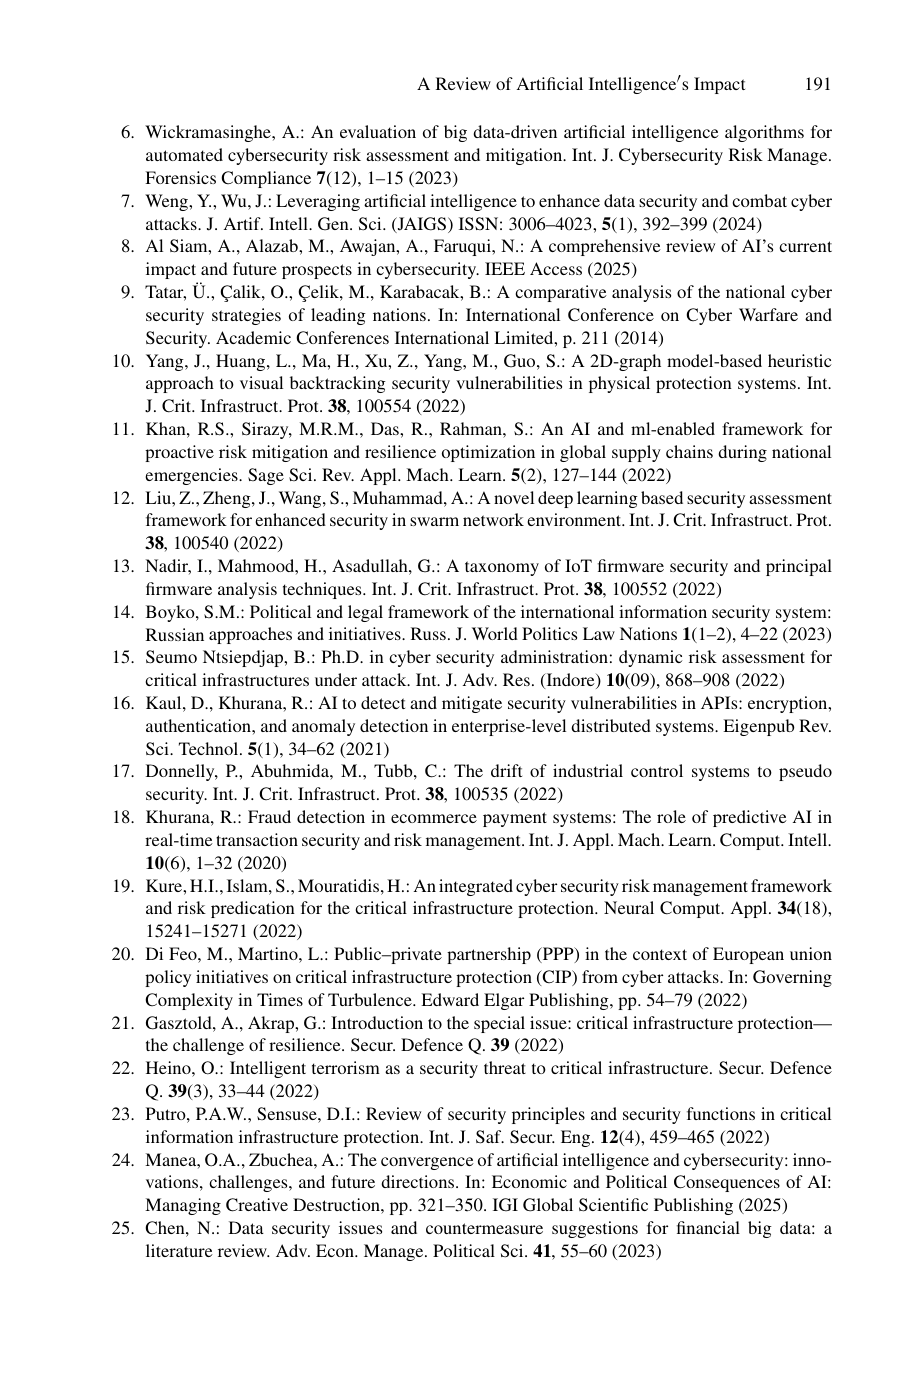 A Review of Artificial Intelligence′s Impact 191
6. Wickramasinghe, A.: An evaluation of big data-driven artificial intelligence algorithms for
automated cybersecurity risk assessment and mitigation. Int. J. Cybersecurity Risk Manage.
Forensics Compliance 7(12), 1–15 (2023)
7. Weng, Y., Wu, J.: Leveraging artificial intelligence to enhance data security and combat cyber
attacks. J. Artif. Intell. Gen. Sci. (JAIGS) ISSN: 3006–4023, 5(1), 392–399 (2024)
8. Al Siam, A., Alazab, M., Awajan, A., Faruqui, N.: A comprehensive review of AI’s current
impact and future prospects in cybersecurity. IEEE Access (2025)
9. Tatar, Ü., Çalik, O., Çelik, M., Karabacak, B.: A comparative analysis of the national cyber
security strategies of leading nations. In: International Conference on Cyber Warfare and
Security. Academic Conferences International Limited, p. 211 (2014)
10. Yang, J., Huang, L., Ma, H., Xu, Z., Yang, M., Guo, S.: A 2D-graph model-based heuristic
approach to visual backtracking security vulnerabilities in physical protection systems. Int.
J. Crit. Infrastruct. Prot. 38, 100554 (2022)
11. Khan, R.S., Sirazy, M.R.M., Das, R., Rahman, S.: An AI and ml-enabled framework for
proactive risk mitigation and resilience optimization in global supply chains during national
emergencies. Sage Sci. Rev. Appl. Mach. Learn. 5(2), 127–144 (2022)
12. Liu, Z., Zheng, J., Wang, S., Muhammad, A.: A novel deep learning based security assessment
framework for enhanced security in swarm network environment. Int. J. Crit. Infrastruct. Prot.
38, 100540 (2022)
13. Nadir, I., Mahmood, H., Asadullah, G.: A taxonomy of IoT firmware security and principal
firmware analysis techniques. Int. J. Crit. Infrastruct. Prot. 38, 100552 (2022)
14. Boyko, S.M.: Political and legal framework of the international information security system:
Russian approaches and initiatives. Russ. J. World Politics Law Nations 1(1–2), 4–22 (2023)
15. Seumo Ntsiepdjap, B.: Ph.D. in cyber security administration: dynamic risk assessment for
critical infrastructures under attack. Int. J. Adv. Res. (Indore) 10(09), 868–908 (2022)
16. Kaul, D., Khurana, R.: AI to detect and mitigate security vulnerabilities in APIs: encryption,
authentication, and anomaly detection in enterprise-level distributed systems. Eigenpub Rev.
Sci. Technol. 5(1), 34–62 (2021)
17. Donnelly, P., Abuhmida, M., Tubb, C.: The drift of industrial control systems to pseudo
security. Int. J. Crit. Infrastruct. Prot. 38, 100535 (2022)
18. Khurana, R.: Fraud detection in ecommerce payment systems: The role of predictive AI in
real-time transaction security and risk management. Int. J. Appl. Mach. Learn. Comput. Intell.
10(6), 1–32 (2020)
19. Kure, H.I., Islam, S., Mouratidis, H.: An integrated cyber security risk management framework
and risk predication for the critical infrastructure protection. Neural Comput. Appl. 34(18),
15241–15271 (2022)
20. Di Feo, M., Martino, L.: Public–private partnership (PPP) in the context of European union
policy initiatives on critical infrastructure protection (CIP) from cyber attacks. In: Governing
Complexity in Times of Turbulence. Edward Elgar Publishing, pp. 54–79 (2022)
21. Gasztold, A., Akrap, G.: Introduction to the special issue: critical infrastructure protection—
the challenge of resilience. Secur. Defence Q. 39 (2022)
22. Heino, O.: Intelligent terrorism as a security threat to critical infrastructure. Secur. Defence
Q. 39(3), 33–44 (2022)
23. Putro, P.A.W., Sensuse, D.I.: Review of security principles and security functions in critical
information infrastructure protection. Int. J. Saf. Secur. Eng. 12(4), 459–465 (2022)
24. Manea, O.A., Zbuchea, A.: The convergence of artificial intelligence and cybersecurity: inno-
vations, challenges, and future directions. In: Economic and Political Consequences of AI:
Managing Creative Destruction, pp. 321–350. IGI Global Scientific Publishing (2025)
25. Chen, N.: Data security issues and countermeasure suggestions for financial big data: a
literature review. Adv. Econ. Manage. Political Sci. 41, 55–60 (2023)